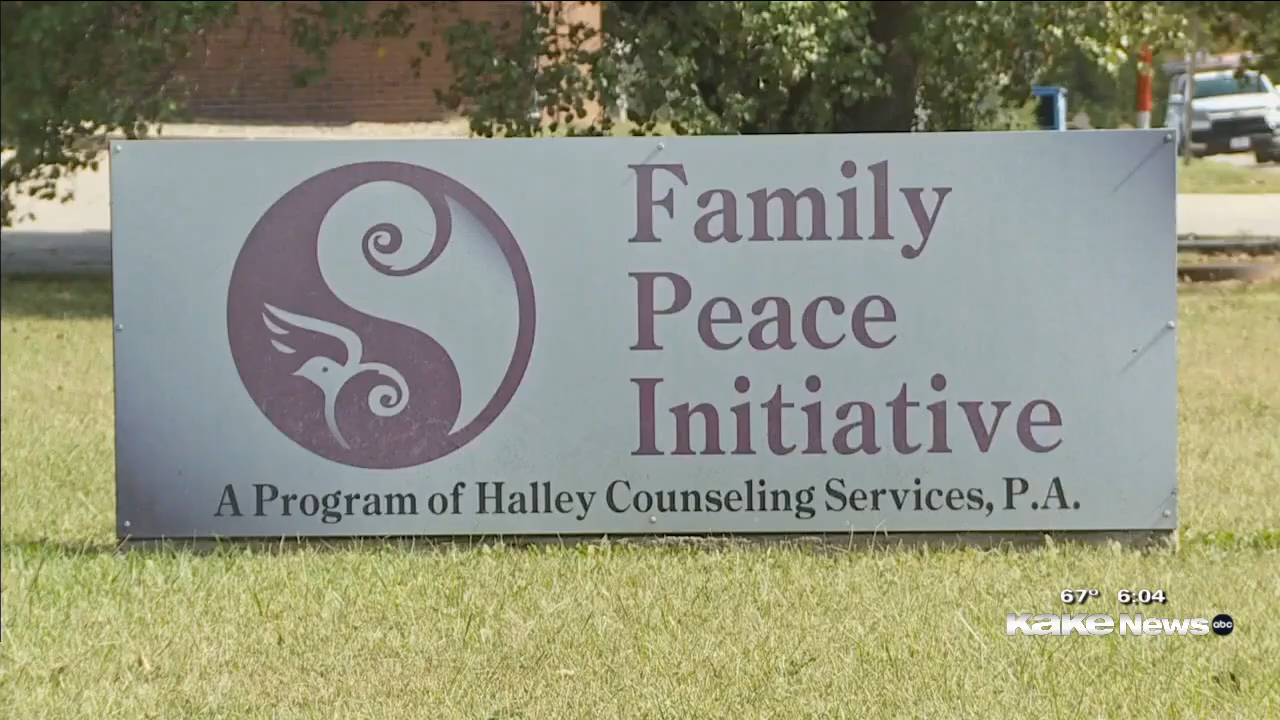 Family
Peace
Initiative
A Program of Halley Counseling Services, P.A.
67° 6:04
KAKE News abc